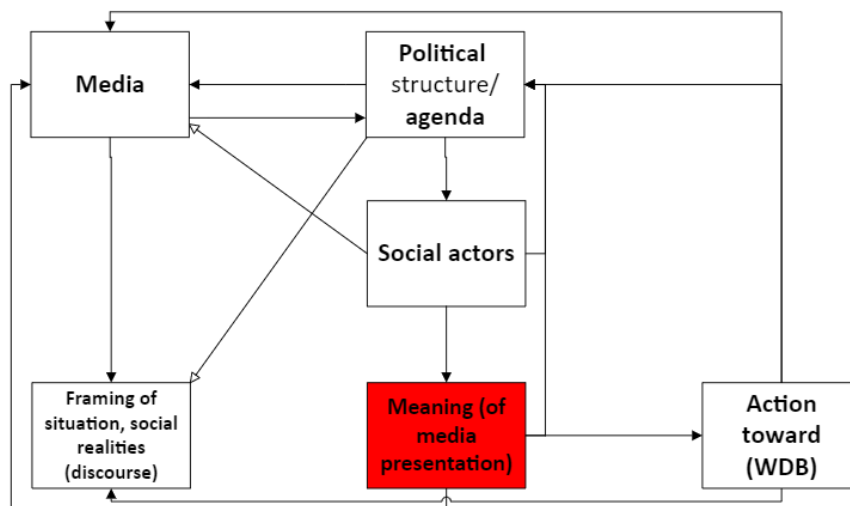 Media
Political
structure/
agenda
Social actors
Framing of
situation, social
realities
(discourse)
Meaning (of
media
presentation)
Action
toward
(WDB)